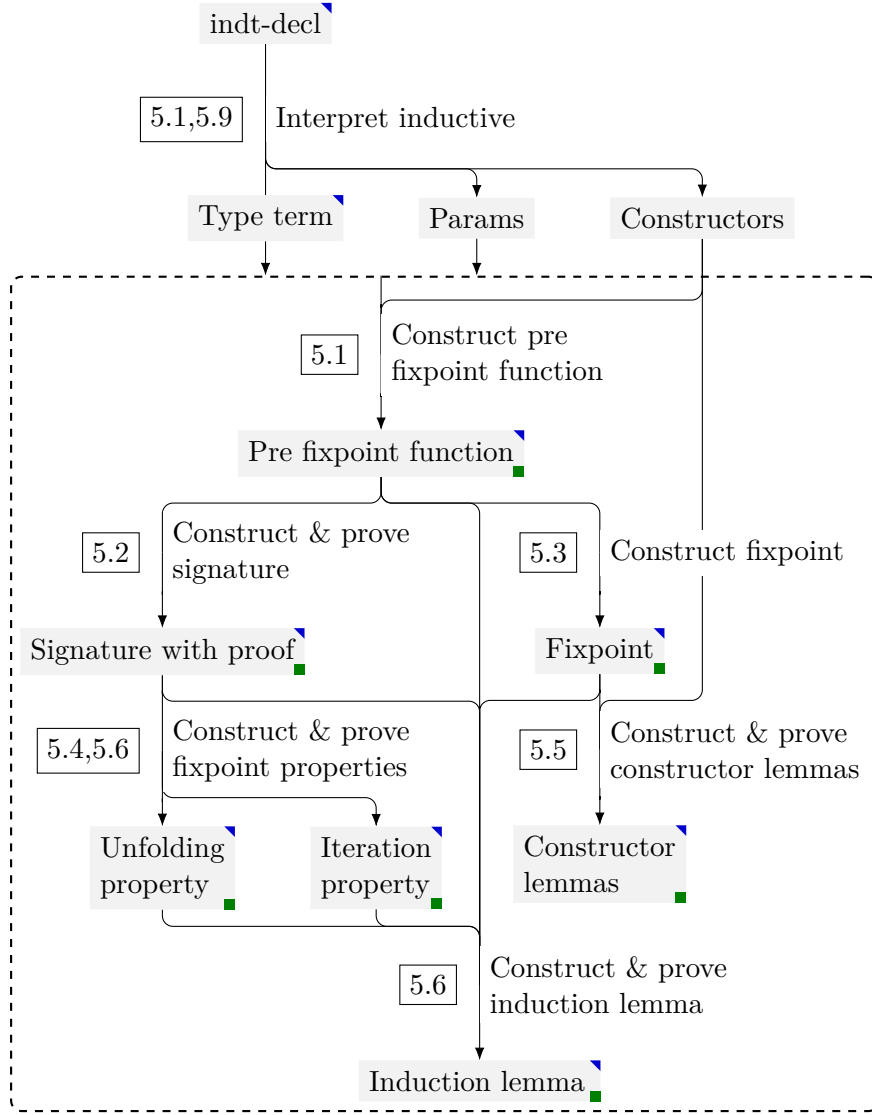 indt-decl
5.1,5.9
Interpret inductive
Type term
Params
Constructors
5.1
Construct pre
fixpoint function
Pre fixpoint function
5.2
Construct & prove
signature
5.3
Construct fixpoint
Signature with proof
Fixpoint
5.4,5.6
Construct & prove
fixpoint properties
5.5
Construct & prove
constructor lemmas
Unfolding
property
Iteration
property
Constructor
lemmas
5.6
Construct & prove
induction lemma
Induction lemma